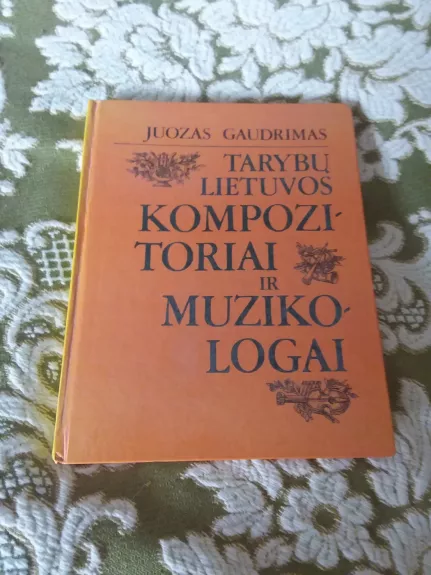 JUOZAS GAUDRIMAS
TARYBŲ
LIETUVOS
KOMPOZI-
TORIAI
IR
MUZIKO-
LOGAI